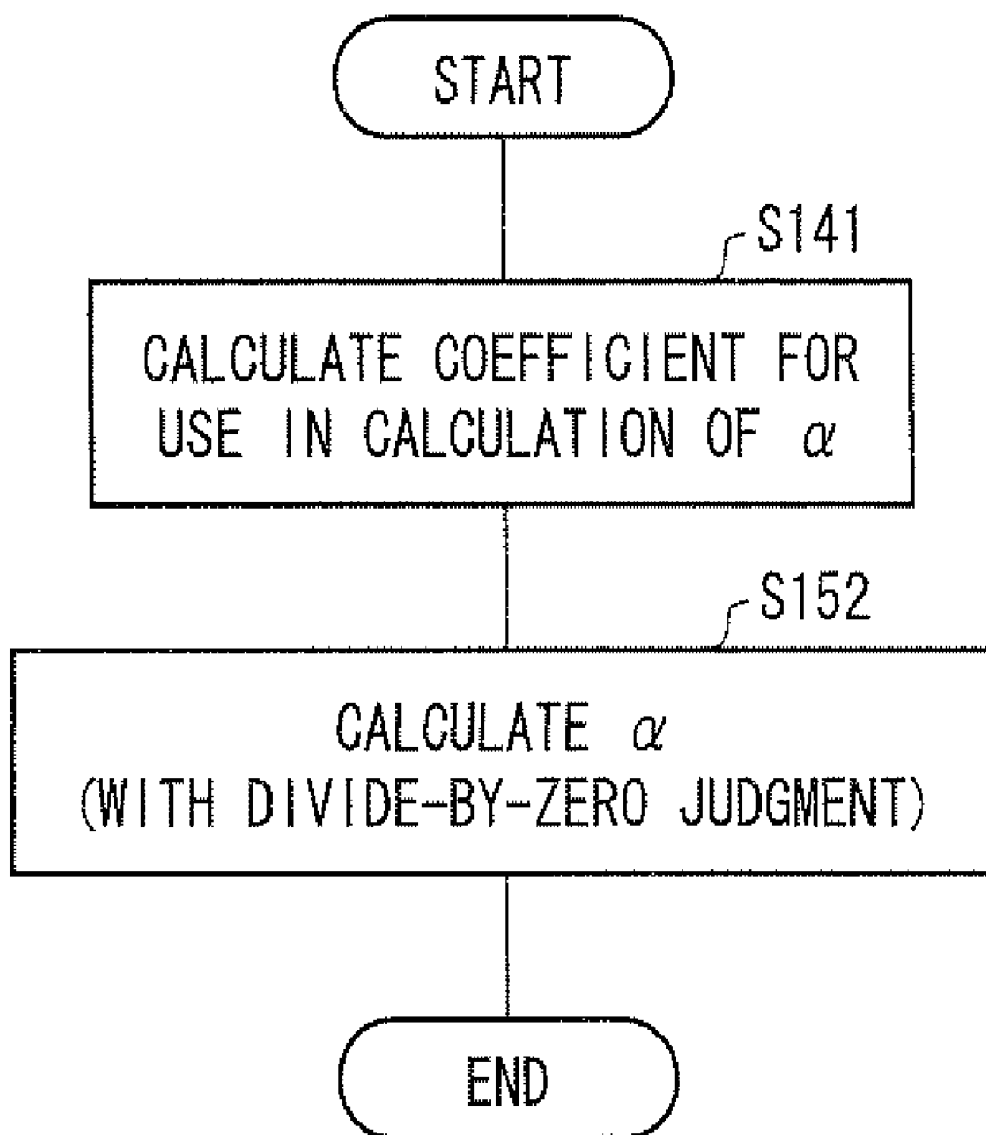 START
S141
CALCULATE COEFFICIENT FOR
USE IN CALCULATION OF α
S152
CALCULATE α
(WITH DIVIDE-BY-ZERO JUDGMENT)
END